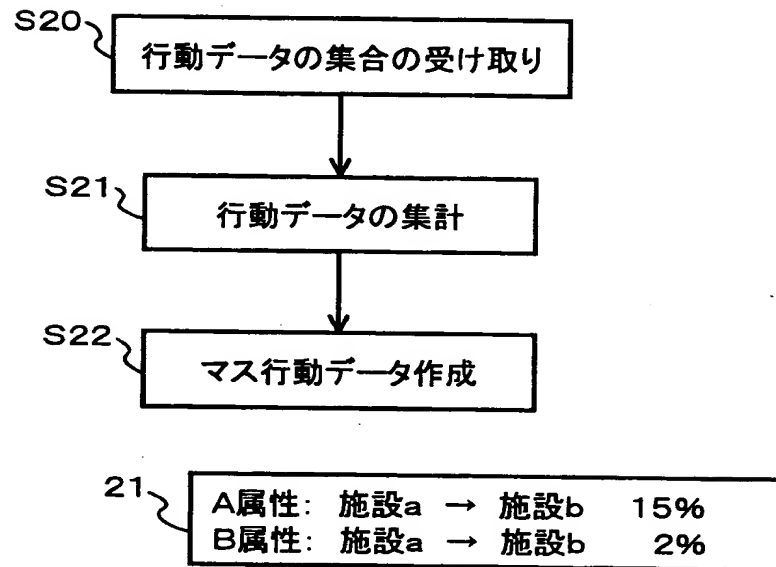 S20
行動データの集合の受け取り
S21
行動データの集計
S22
マス行動データ作成
21
A属性: 施設a → 施設b 15%
B属性: 施設a → 施設b 2%